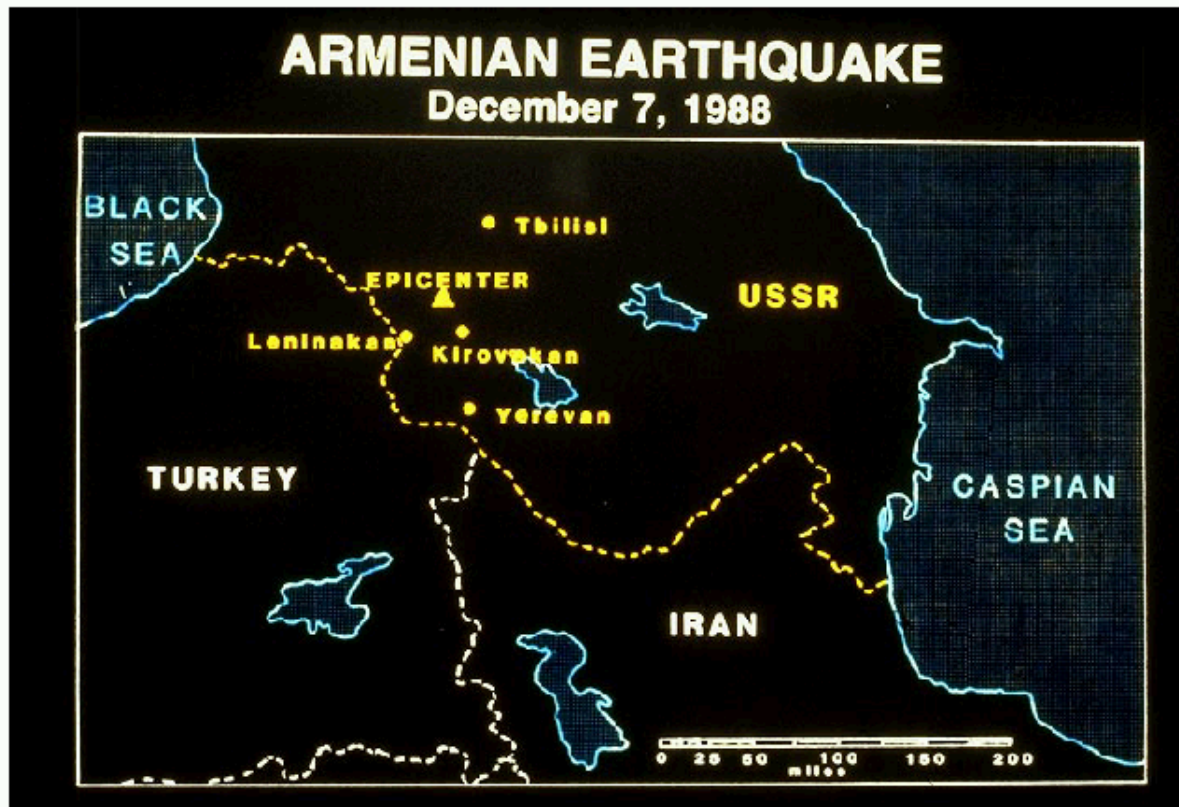 ARMENIAN EARTHQUAKE
December 7, 1988
BLACK
SEA
Tbilisi
EPICENTER
USSR
Leninakan
Kirovakan
Yerevan
TURKEY
CASPIAN
SEA
IRAN
0 25 50 100 150 200
miles